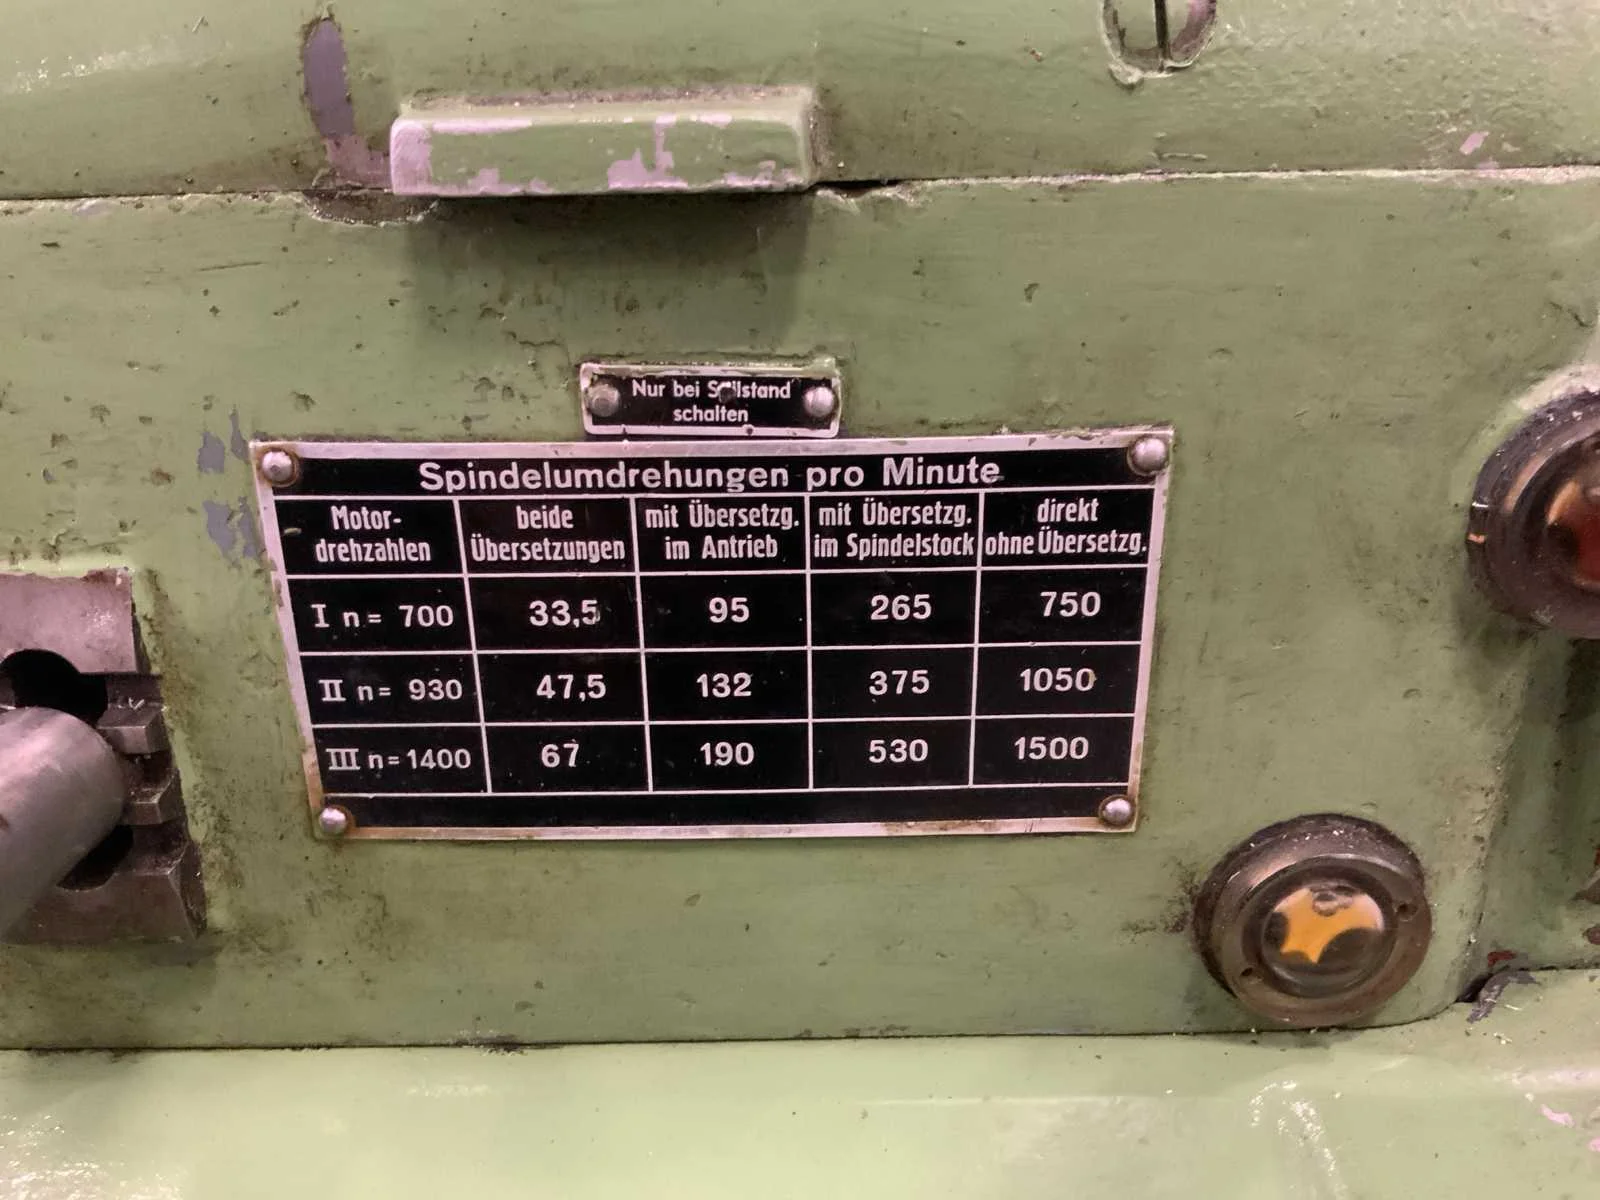 Nur bei Stillstand
schalten
Spindelumdrehungen pro Minute
Motor-
drehzahlen
beide
Übersetzungen
mit Übersetzg.
im Antrieb
mit Übersetzg.
im Spindelstock
direkt
ohne Übersetzg.
I n = 700 33,5 95 265 750
II n = 930 47,5 132 375 1050
III n = 1400 67 190 530 1500